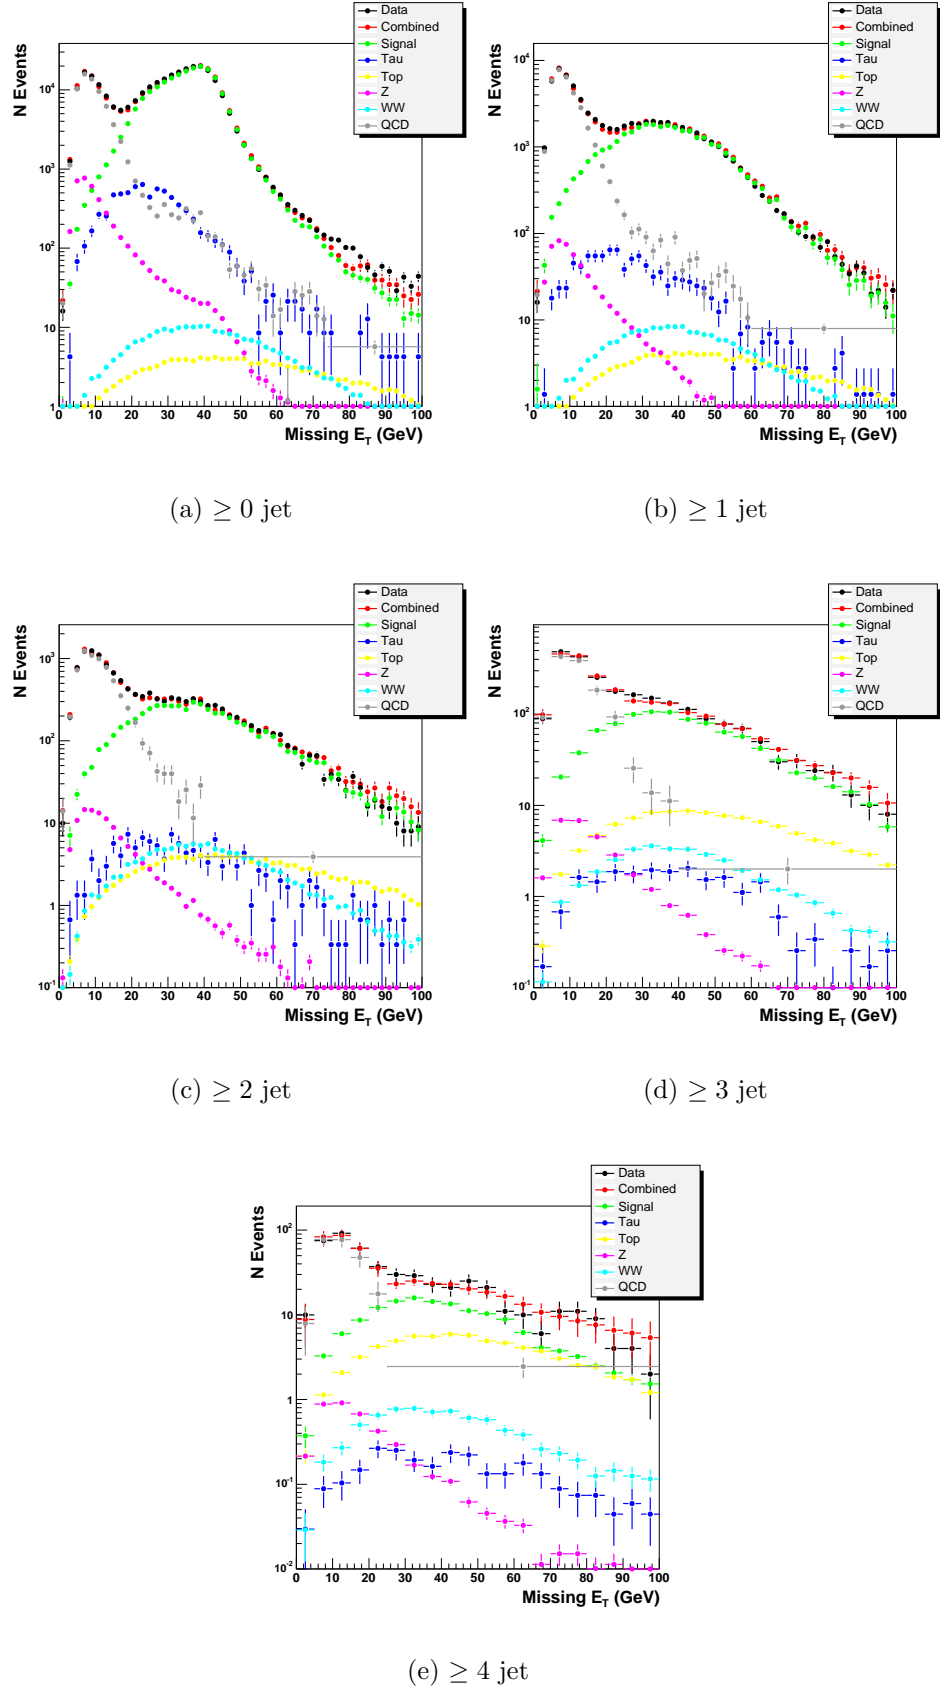 Data
Combined
Signal
Tau
Top
Z
WW
QCD
N Events
10⁴
10³
10²
10
1
0 10 20 30 40 50 60 70 80 90 100
Missing E_T (GeV)
(a) ≥ 0 jet
Data
Combined
Signal
Tau
Top
Z
WW
QCD
N Events
10⁴
10³
10²
10
1
0 10 20 30 40 50 60 70 80 90 100
Missing E_T (GeV)
(b) ≥ 1 jet
Data
Combined
Signal
Tau
Top
Z
WW
QCD
N Events
10³
10²
10
1
10⁻¹
0 10 20 30 40 50 60 70 80 90 100
Missing E_T (GeV)
(c) ≥ 2 jet
Data
Combined
Signal
Tau
Top
Z
WW
QCD
N Events
10²
10
1
10⁻¹
0 10 20 30 40 50 60 70 80 90 100
Missing E_T (GeV)
(d) ≥ 3 jet
Data
Combined
Signal
Tau
Top
Z
WW
QCD
N Events
10²
10
1
10⁻¹
10⁻²
0 10 20 30 40 50 60 70 80 90 100
Missing E_T (GeV)
(e) ≥ 4 jet